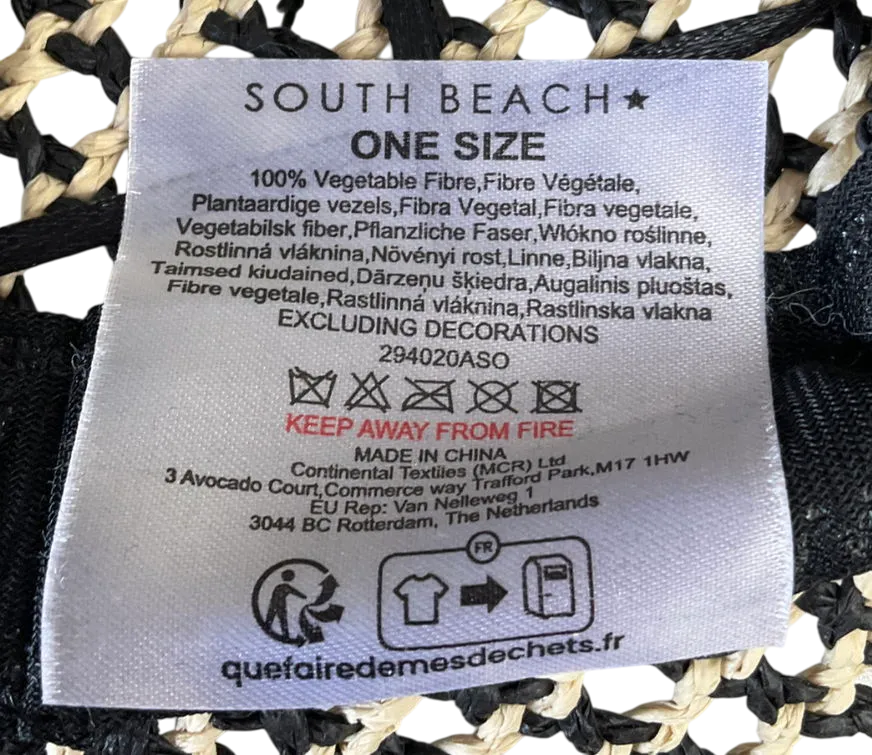 SOUTH BEACH★
ONE SIZE
100% Vegetable Fibre,Fibre Végétale,
Plantaardige vezels,Fibra Vegetal,Fibra vegetale,
Vegetabilsk fiber,Pflanzliche Faser,Włókno roślinne,
Rostlinná vláknina,Növényi rost,Linne,Biljna vlakna,
Taimsed kiudained,Dārzeņu šķiedra,Augalinis pluoštas,
Fibre vegetale,Rastlinná vláknina,Rastlinska vlakna
EXCLUDING DECORATIONS
294020ASO
KEEP AWAY FROM FIRE
MADE IN CHINA
Continental Textiles (MCR) Ltd
3 Avocado Court,Commerce way Trafford Park,M17 1HW
EU Rep: Van Nelleweg 1
3044 BC Rotterdam, The Netherlands
FR
quefairedemesdechets.fr